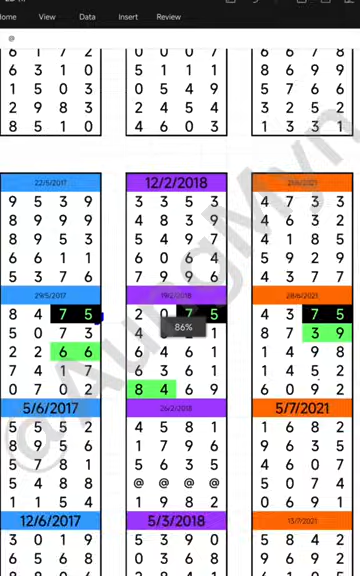 Home View Data Insert Review
@
6 1 7 2
6 3 1 0
1 5 0 3
2 9 8 3
8 5 1 0
22/5/2017
9 5 3 9
8 9 9 9
8 9 5 3
6 6 1 1
5 3 7 6
29/5/2017
8 4 7 5
5 0 7 3
2 2 6 6
7 4 1 7
0 7 0 2
5/6/2017
5 5 5 2
8 9 5 6
5 7 8 1
5 4 8 8
1 1 5 4
12/6/2017
3 0 1 9
6 5 6 8
0 0 0 7
5 1 1 1
0 5 4 9
2 4 5 4
4 6 0 3
12/2/2018
3 3 5 3
4 8 3 9
5 4 9 7
6 0 6 4
7 9 9 6
19/2/2018
2 0 7 5
4 1
86%
6 4 6 1
6 3 6 1
8 4 6 9
26/2/2018
4 5 8 1
1 7 9 6
5 6 3 5
@ @ @ @
1 9 8 2
5/3/2018
5 3 9 0
0 3 6 8
6 6 7 8
8 6 9 9
5 7 6 6
3 2 5 2
1 3 3 1
21/6/2021
4 7 3 3
4 6 3 2
4 1 8 5
5 9 2 9
4 3 7 7
28/6/2021
4 3 7 5
8 7 3 9
1 4 9 8
1 4 5 2
6 0 9 2
5/7/2021
1 6 8 2
9 6 3 5
4 6 0 7
5 0 7 4
0 6 9 1
13/7/2021
5 8 4 2
9 6 9 2